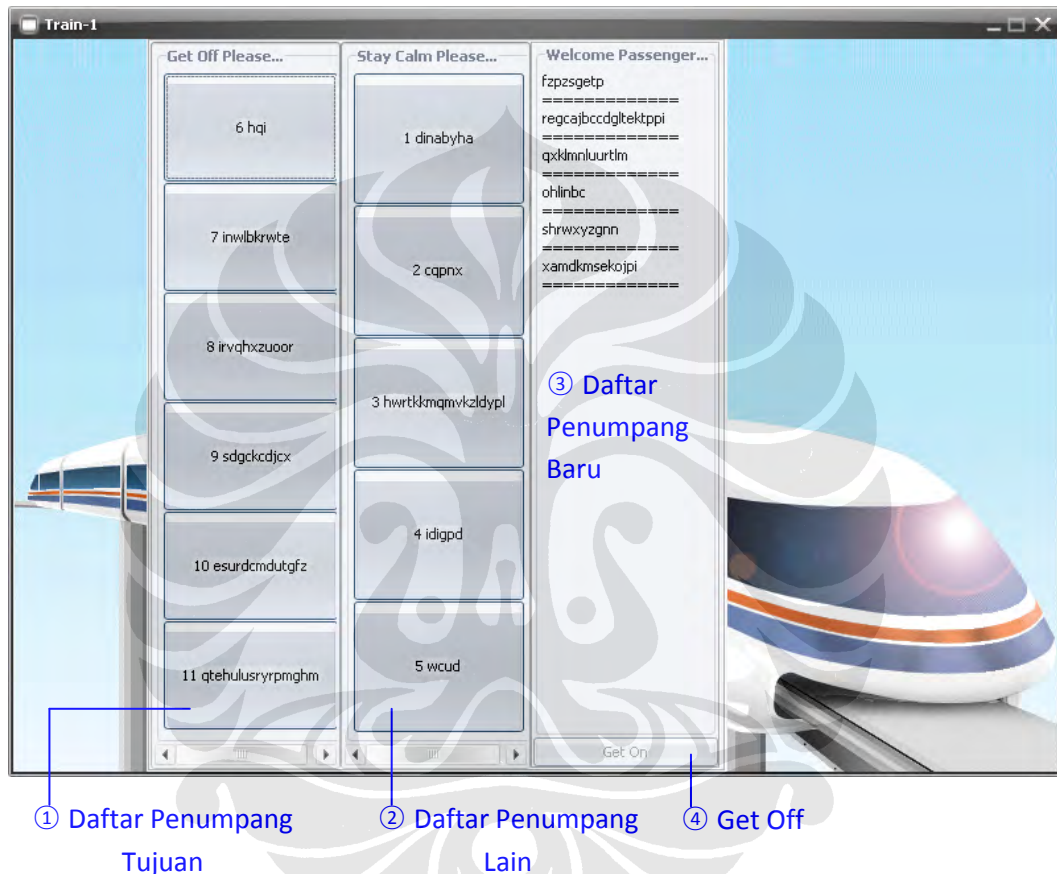 Train-1
Get Off Please...
6 hqi
7 inwlbkrwte
8 irvqhxzuoor
9 sdgckcdjcx
10 esurdcmdutgfz
11 qtehulusryrpmghm
Stay Calm Please...
1 dinabyha
2 cqpnx
3 hwrtkkmqmvkzldypl
4 idigpd
5 wcud
Welcome Passenger...
fzpzsgetp
=============
regcajbccdgltektppi
=============
qxklmnluurtlm
=============
ohlinbc
=============
shrwxyzgnn
=============
xamdkmsekojpi
=============
③ Daftar
Penumpang
Baru
Get On
① Daftar Penumpang
Tujuan
② Daftar Penumpang
Lain
④ Get Off